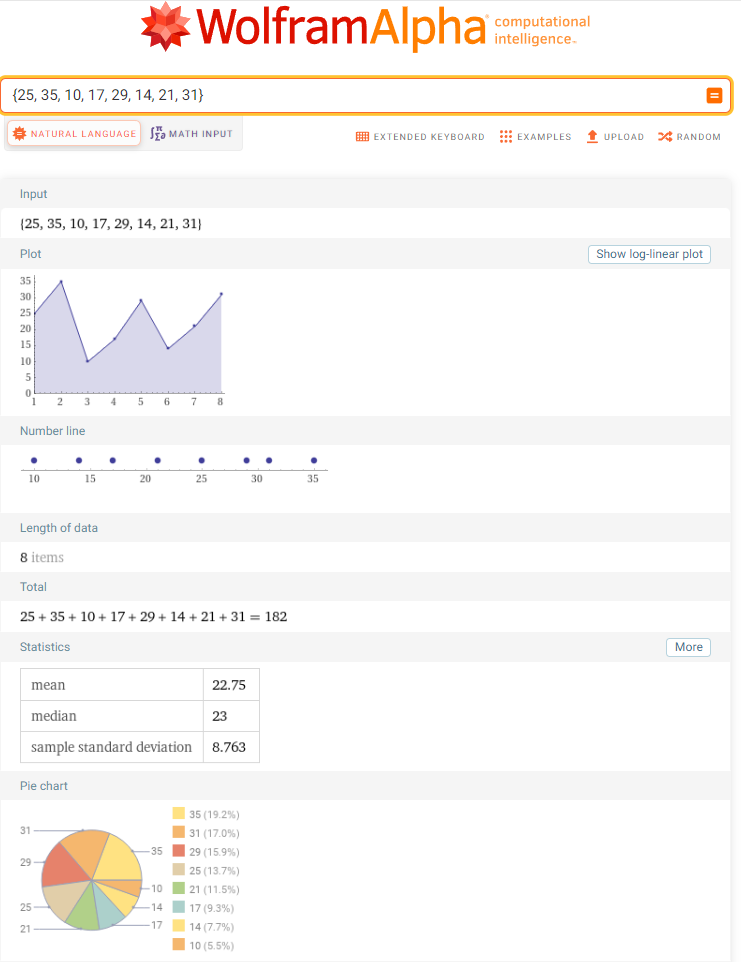 WolframAlpha computational intelligence™
{25, 35, 10, 17, 29, 14, 21, 31}
NATURAL LANGUAGE
MATH INPUT
EXTENDED KEYBOARD
EXAMPLES
UPLOAD
RANDOM
Input
{25, 35, 10, 17, 29, 14, 21, 31}
Plot
Show log-linear plot
35
30
25
20
15
10
5
0
1 2 3 4 5 6 7 8
Number line
10 15 20 25 30 35
Length of data
8 items
Total
25 + 35 + 10 + 17 + 29 + 14 + 21 + 31 = 182
Statistics
More
mean 22.75
median 23
sample standard deviation 8.763
Pie chart
31
29
25
21
35
10
14
17
35 (19.2%)
31 (17.0%)
29 (15.9%)
25 (13.7%)
21 (11.5%)
17 (9.3%)
14 (7.7%)
10 (5.5%)